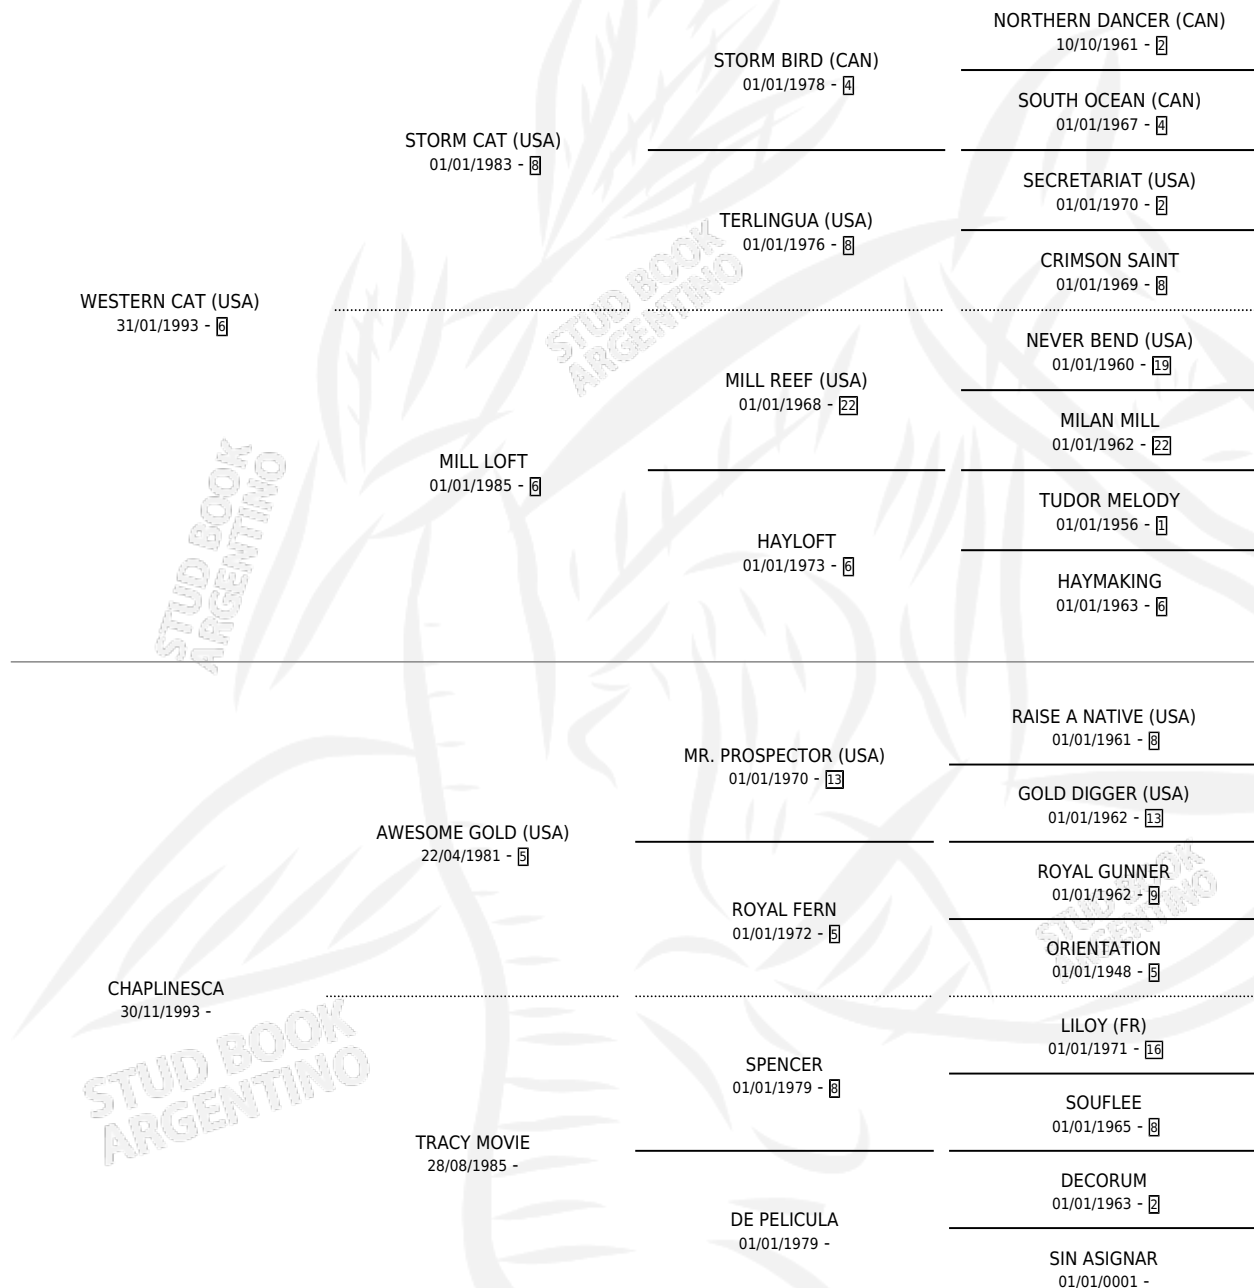 NORTHERN DANCER (CAN)
10/10/1961 - 2
STORM BIRD (CAN)
01/01/1978 - 4
SOUTH OCEAN (CAN)
01/01/1967 - 4
STORM CAT (USA)
01/01/1983 - 8
SECRETARIAT (USA)
01/01/1970 - 2
TERLINGUA (USA)
01/01/1976 - 8
CRIMSON SAINT
01/01/1969 - 8
WESTERN CAT (USA)
31/01/1993 - 6
NEVER BEND (USA)
01/01/1960 - 19
MILL REEF (USA)
01/01/1968 - 22
MILAN MILL
01/01/1962 - 22
MILL LOFT
01/01/1985 - 6
TUDOR MELODY
01/01/1956 - 1
HAYLOFT
01/01/1973 - 6
HAYMAKING
01/01/1963 - 6
RAISE A NATIVE (USA)
01/01/1961 - 8
MR. PROSPECTOR (USA)
01/01/1970 - 13
GOLD DIGGER (USA)
01/01/1962 - 13
AWESOME GOLD (USA)
22/04/1981 - 5
ROYAL GUNNER
01/01/1962 - 9
ROYAL FERN
01/01/1972 - 5
ORIENTATION
01/01/1948 - 5
CHAPLINESCA
30/11/1993 -
LILOY (FR)
01/01/1971 - 16
SPENCER
01/01/1979 - 8
SOUFLEE
01/01/1965 - 8
TRACY MOVIE
28/08/1985 -
DECORUM
01/01/1963 - 2
DE PELICULA
01/01/1979 -
SIN ASIGNAR
01/01/0001 -
STUD BOOK
ARGENTINO
STUD BOOK
ARGENTINO
STUD BOOK
ARGENTINO
STUD BOOK
ARGENTINO